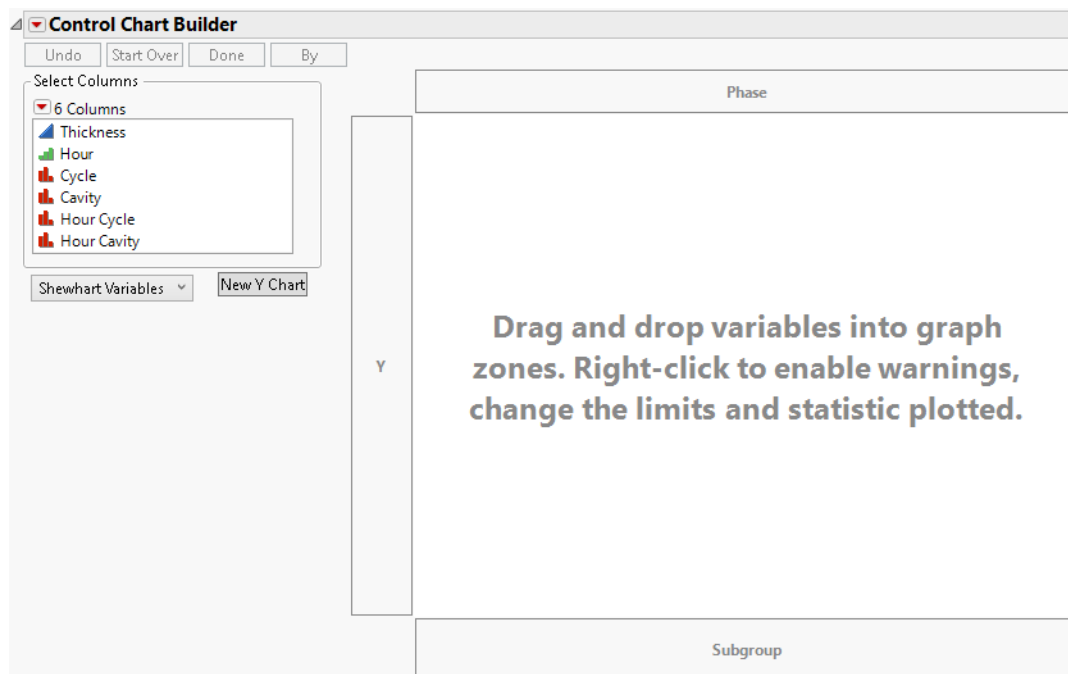 Control Chart Builder
Undo
Start Over
Done
By
Select Columns
6 Columns
Thickness
Hour
Cycle
Cavity
Hour Cycle
Hour Cavity
Shewhart Variables
New Y Chart
Phase
Y
Drag and drop variables into graph
zones. Right-click to enable warnings,
change the limits and statistic plotted.
Subgroup